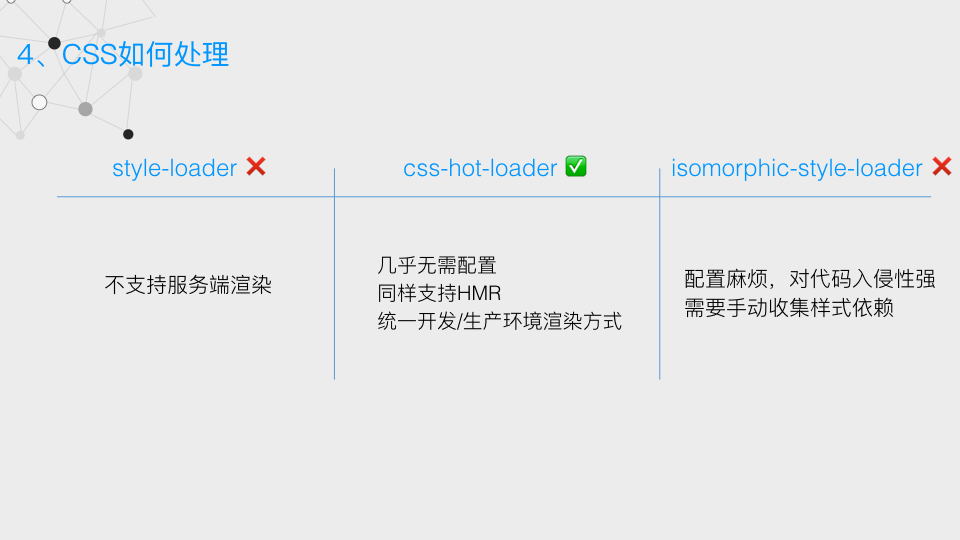 4、CSS如何处理
style-loader ❌
css-hot-loader ✅
isomorphic-style-loader ❌
不支持服务端渲染
几乎无需配置
同样支持HMR
统一开发/生产环境渲染方式
配置麻烦，对代码入侵性强
需要手动收集样式依赖